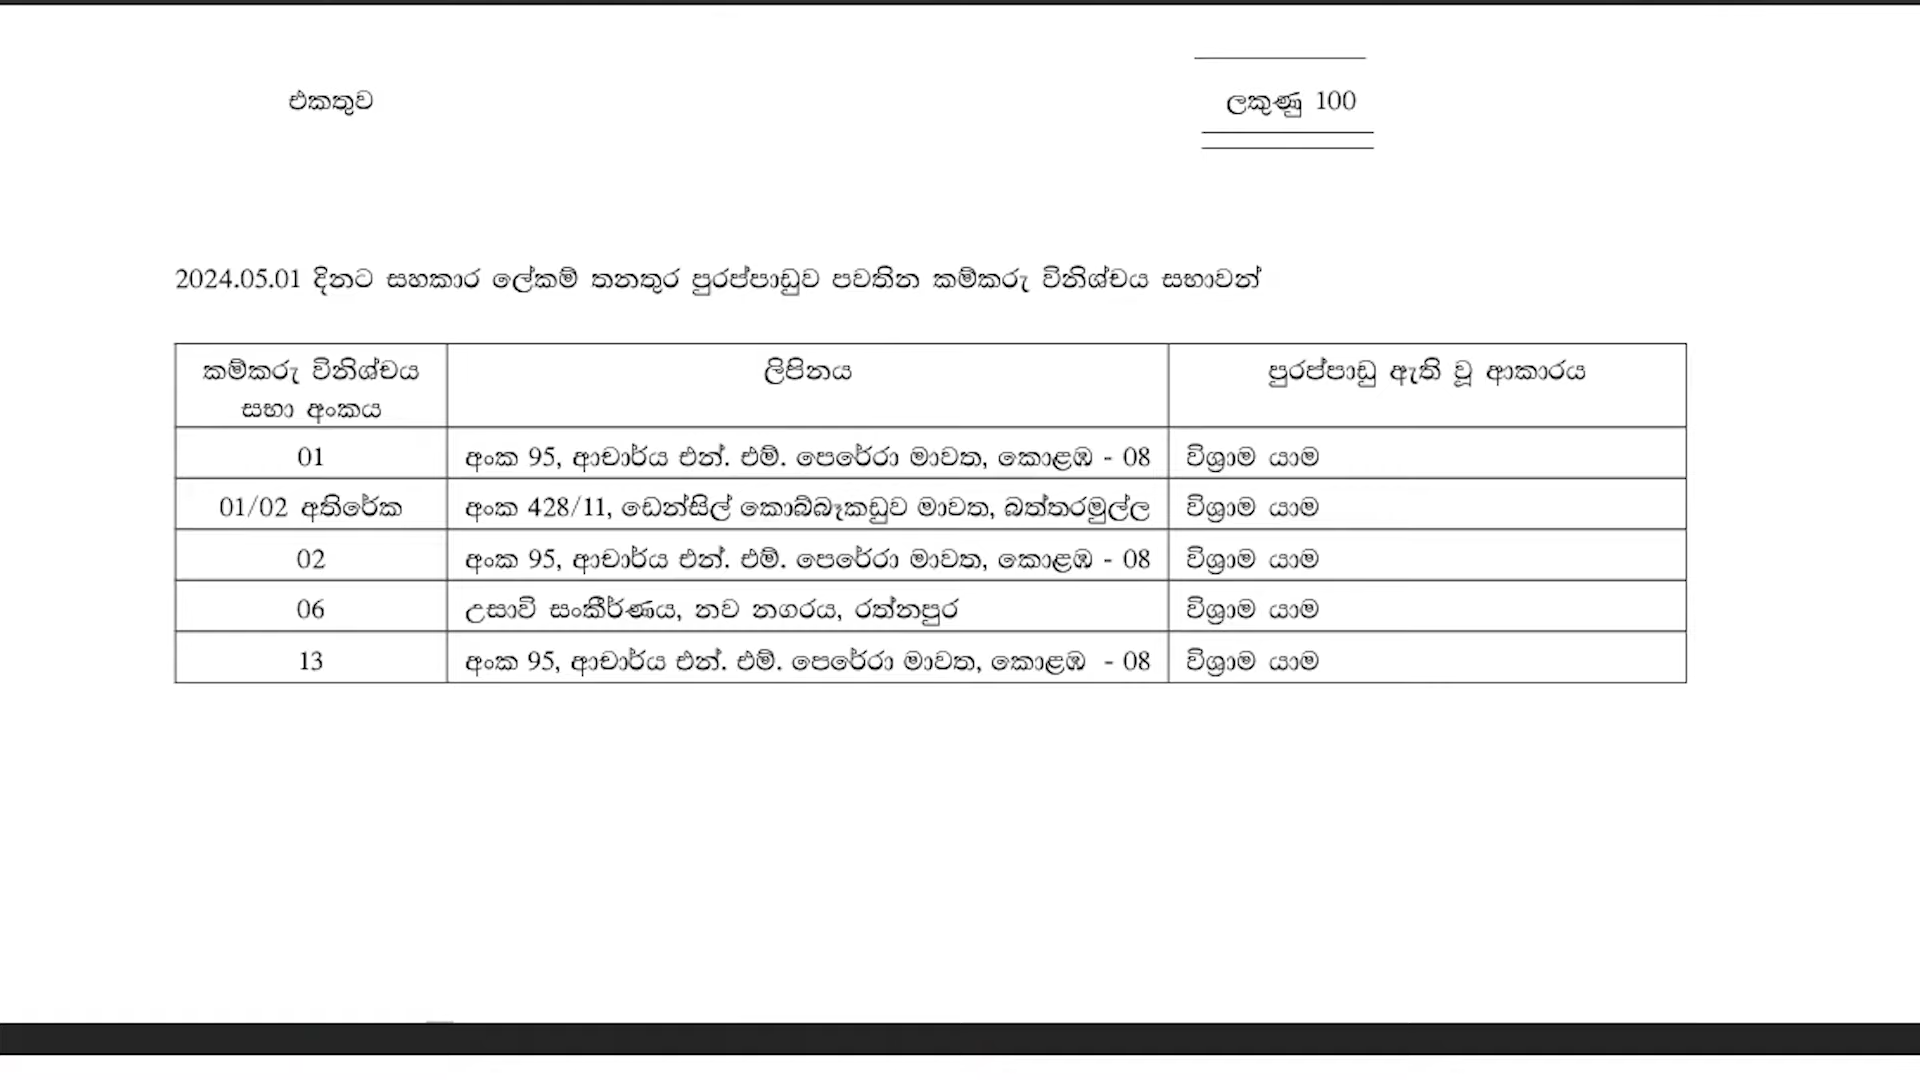 එකතුව ලකුණු 100
2024.05.01 දිනට සහකාර ලේකම් තනතුර පුරප්පාඩුව පවතින කම්කරු විනිශ්චය සභාවන්
කම්කරු විනිශ්චය සභා අංකය ලිපිනය පුරප්පාඩු ඇති වූ ආකාරය
01 අංක 95, ආචාර්ය එන්. එම්. පෙරේරා මාවත, කොළඹ - 08 විශ්‍රාම යාම
01/02 අතිරේක අංක 428/11, ඩෙන්සිල් කොබ්බෑකඩුව මාවත, බත්තරමුල්ල විශ්‍රාම යාම
02 අංක 95, ආචාර්ය එන්. එම්. පෙරේරා මාවත, කොළඹ - 08 විශ්‍රාම යාම
06 උසාවි සංකීර්ණය, නව නගරය, රත්නපුර විශ්‍රාම යාම
13 අංක 95, ආචාර්ය එන්. එම්. පෙරේරා මාවත, කොළඹ - 08 විශ්‍රාම යාම